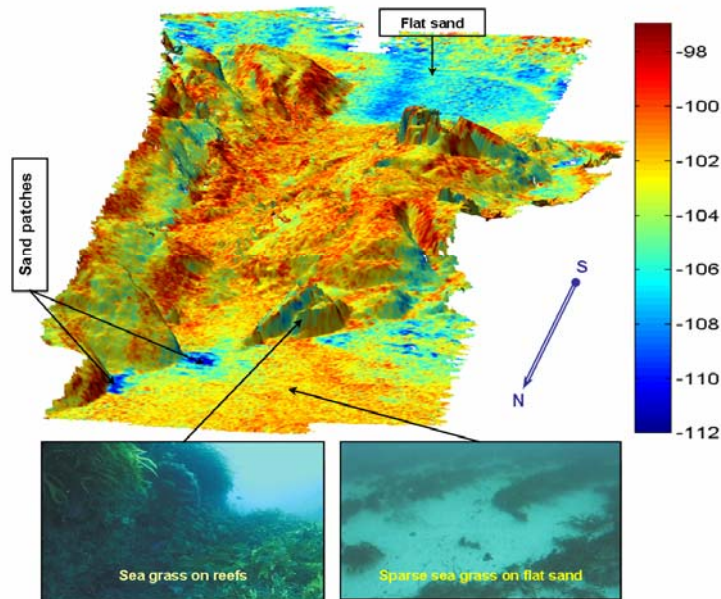 Flat sand
Sand patches
-98
-100
-102
-104
-106
-108
-110
-112
S
N
Sea grass on reefs
Sparse sea grass on flat sand